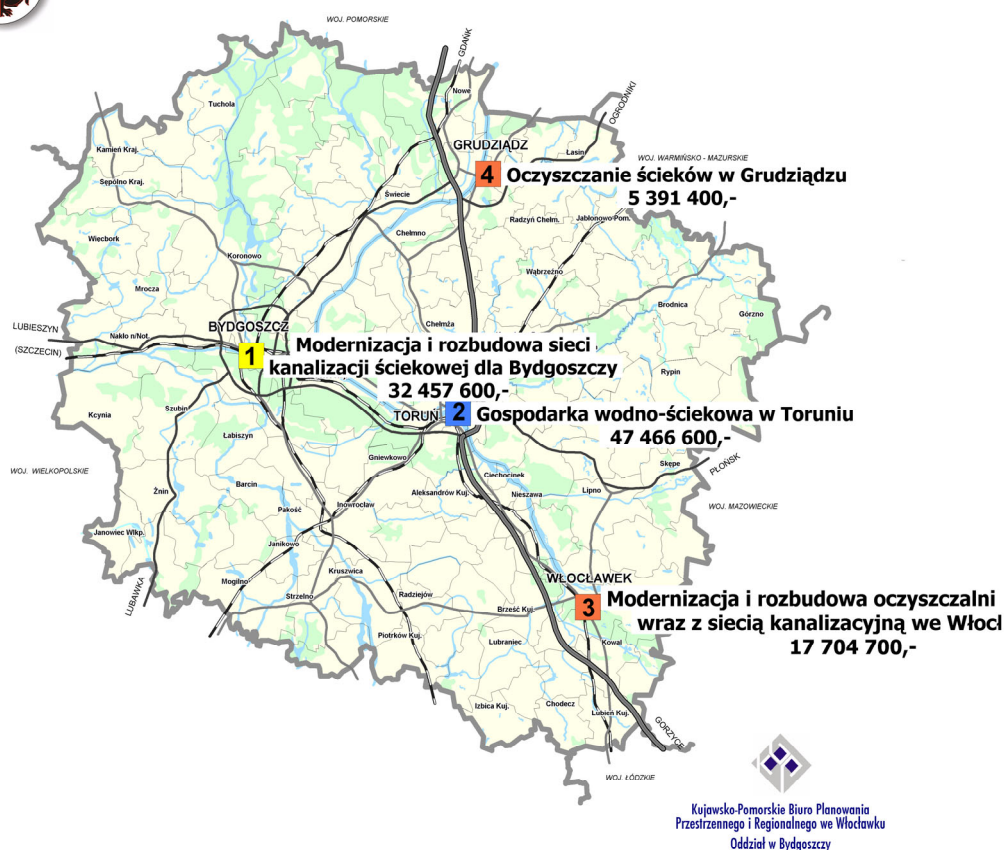 WOJ. POMORSKIE
GDAŃSK
Nowe
Tuchola
OGRODNIKI
GRUDZIĄDZ
Kamień Kraj.
Łasin
WOJ. WARMIŃSKO - MAZURSKIE
4 Oczyszczanie ścieków w Grudziądzu
5 391 400,-
Sępólno Kraj.
Świecie
Radzyń Chełm.
Jabłonowo Pom.
Chełmno
Więcbork
Koronowo
Wąbrzeźno
Mrocza
Brodnica
Górzno
LUBIESZYN
(SZCZECIN)
Nakło n/Not.
BYDGOSZCZ
Chełmża
1 Modernizacja i rozbudowa sieci
kanalizacji ściekowej dla Bydgoszczy
32 457 600,-
Rypin
Kcynia
Szubin
TORUŃ
2 Gospodarka wodno-ściekowa w Toruniu
47 466 600,-
Łabiszyn
Gniewkowo
Skępe
PŁOŃSK
WOJ. WIELKOPOLSKIE
Żnin
Barcin
Ciechocinek
Aleksandrów Kuj.
Nieszawa
Lipno
Pakość
Inowrocław
WOJ. MAZOWIECKIE
Janowiec Wlkp.
Janikowo
LUBAWKA
Mogilno
Kruszwica
Strzelno
Radziejów
WŁOCŁAWEK
Brześć Kuj.
3 Modernizacja i rozbudowa oczyszczalni
wraz z siecią kanalizacyjną we Włocł
17 704 700,-
Piotrków Kuj.
Lubraniec
Kowal
Izbica Kuj.
Chodecz
Lubień Kuj.
GORZYCE
WOJ. ŁÓDZKIE
Kujawsko-Pomorskie Biuro Planowania
Przestrzennego i Regionalnego we Włocławku
Oddział w Bydgoszczy